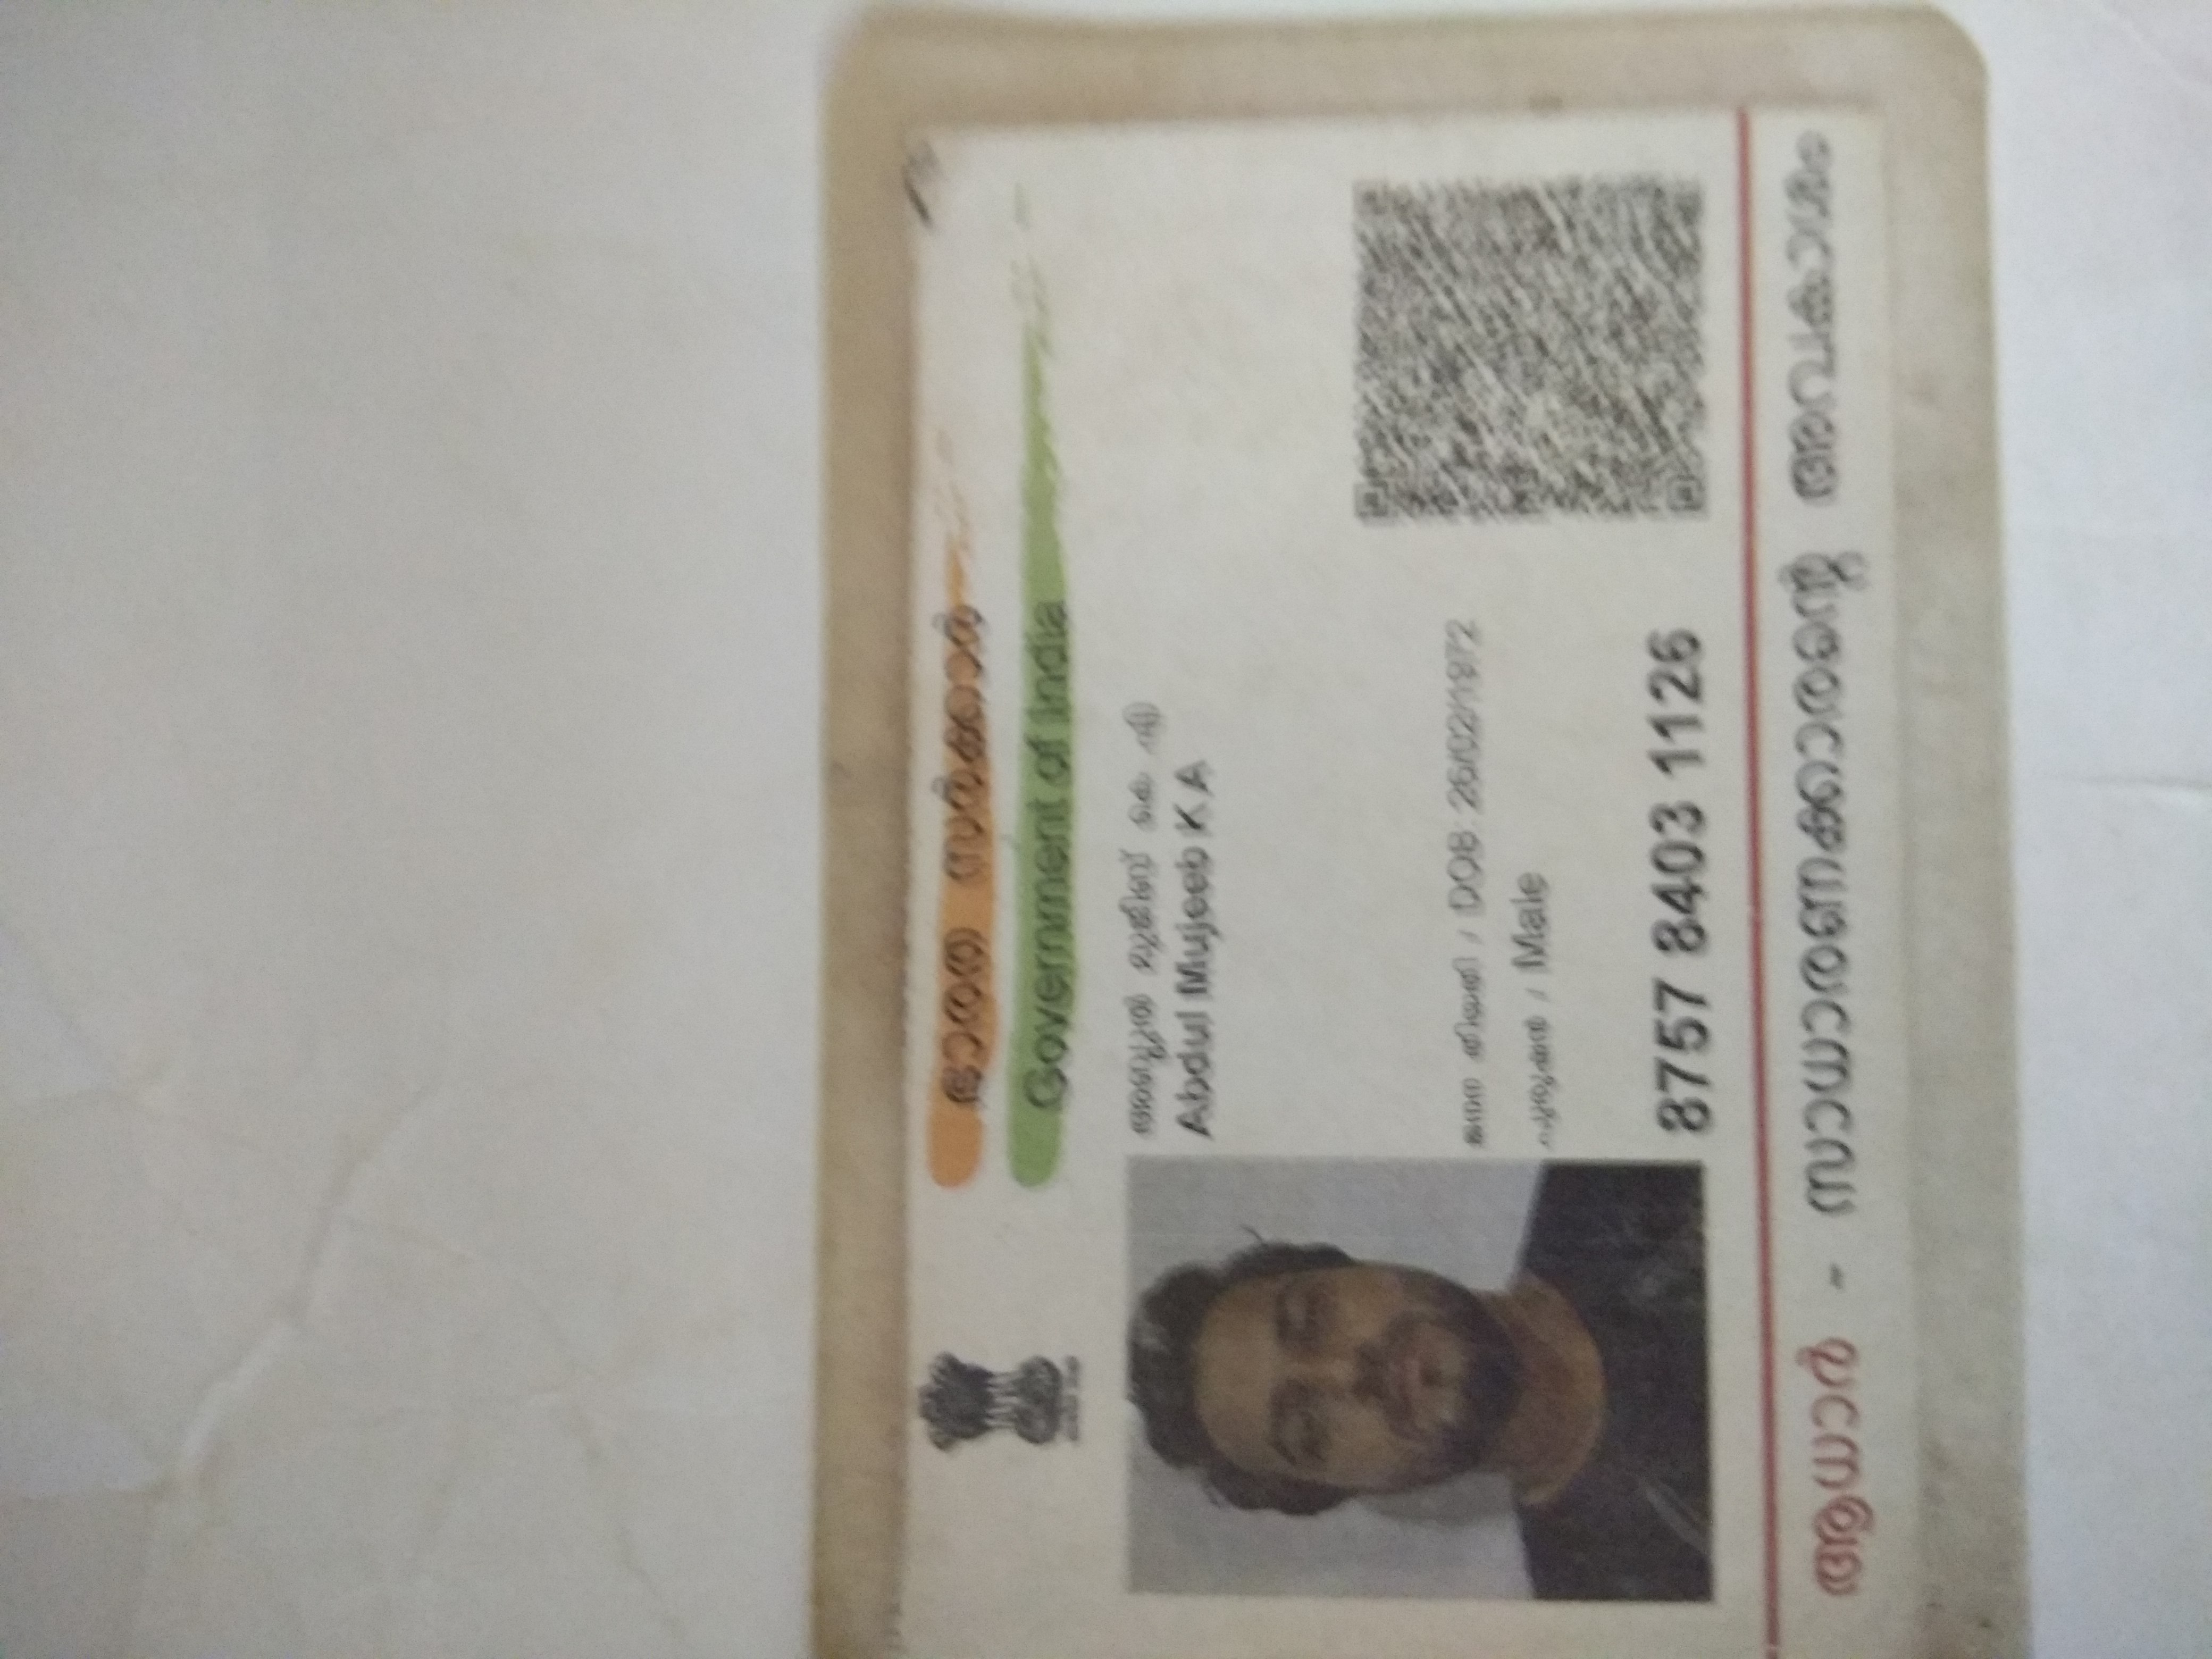 ഭാരത സർക്കാർ
Government of India
അബ്ദുൽ മുജീബ് കെ എ
Abdul Mujeeb K A
ജനന തിയതി / DOB 26/02/1972
പുരുഷൻ / Male
8757 8403 1126
ആധാർ - സാധാരണക്കാരന്റെ അവകാശം